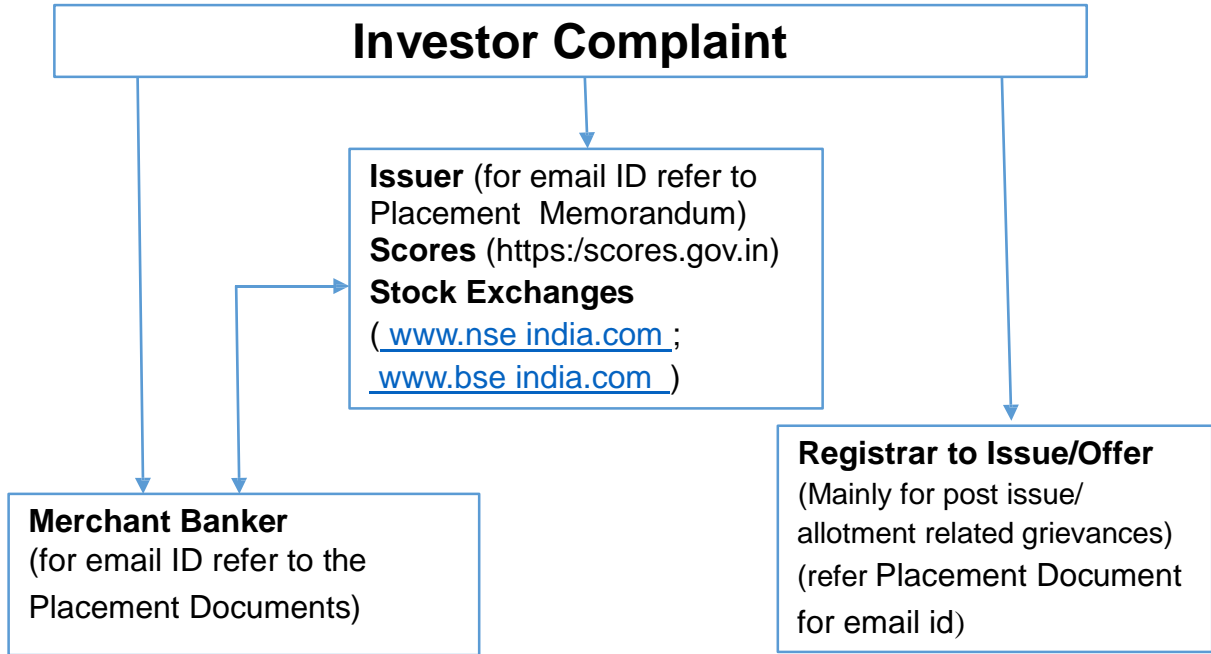 Investor Complaint
Issuer (for email ID refer to
Placement Memorandum)
Scores (https:/scores.gov.in)
Stock Exchanges
( www.nse india.com ;
www.bse india.com )
Merchant Banker
(for email ID refer to the
Placement Documents)
Registrar to Issue/Offer
(Mainly for post issue/
allotment related grievances)
(refer Placement Document
for email id)